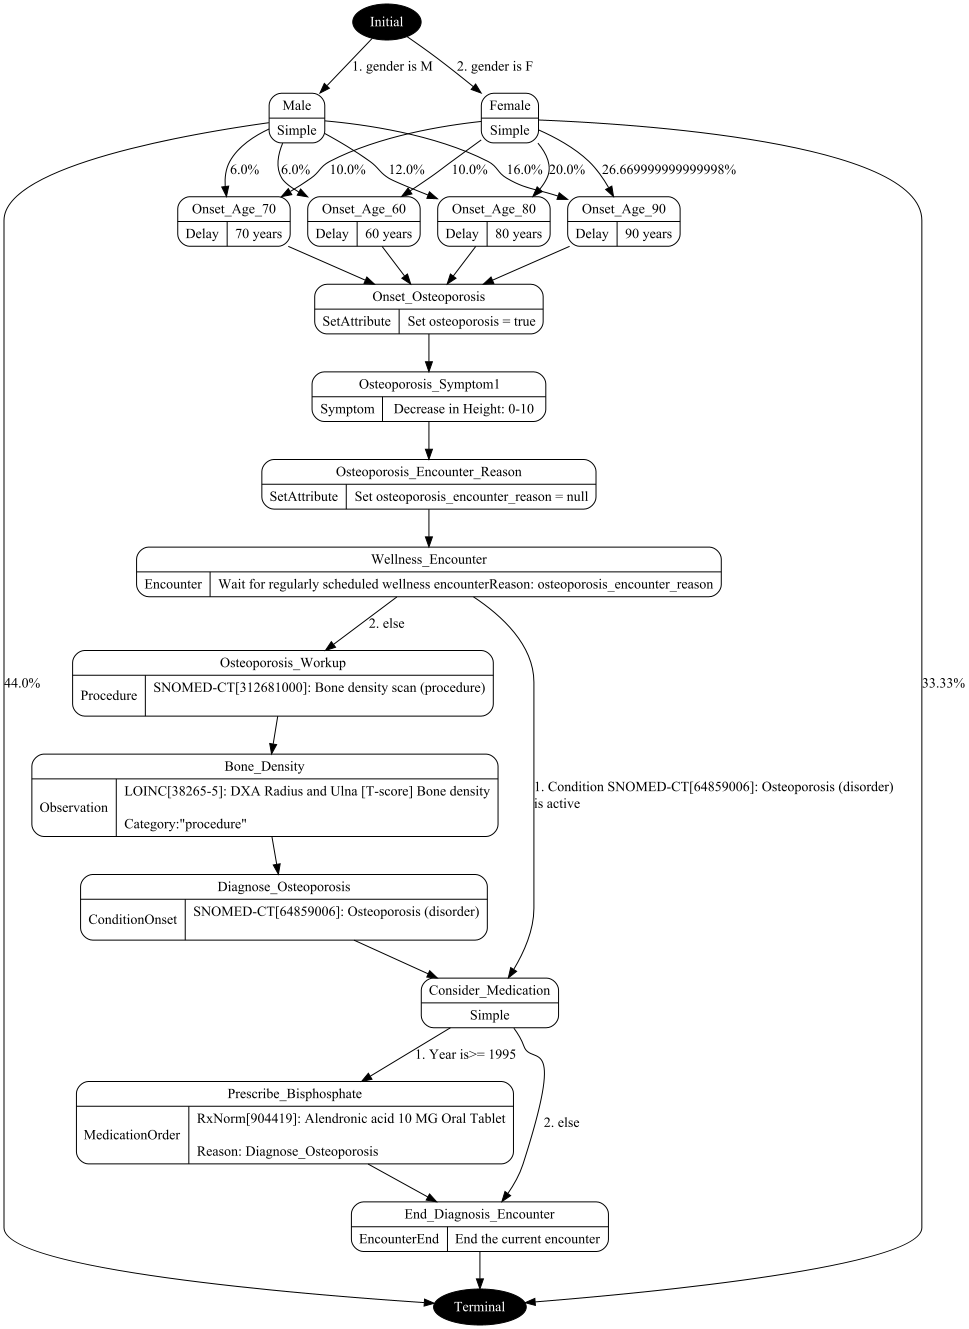 Initial
1. gender is M
2. gender is F
Male
Simple
Female
Simple
6.0%
6.0%
10.0%
12.0%
10.0%
16.0%
20.0%
26.669999999999998%
Onset_Age_70
Delay
70 years
Onset_Age_60
Delay
60 years
Onset_Age_80
Delay
80 years
Onset_Age_90
Delay
90 years
Onset_Osteoporosis
SetAttribute
Set osteoporosis = true
Osteoporosis_Symptom1
Symptom
Decrease in Height: 0-10
Osteoporosis_Encounter_Reason
SetAttribute
Set osteoporosis_encounter_reason = null
Wellness_Encounter
Encounter
Wait for regularly scheduled wellness encounterReason: osteoporosis_encounter_reason
2. else
Osteoporosis_Workup
Procedure
SNOMED-CT[312681000]: Bone density scan (procedure)
44.0%
33.33%
Bone_Density
Observation
LOINC[38265-5]: DXA Radius and Ulna [T-score] Bone density
Category:"procedure"
1. Condition SNOMED-CT[64859006]: Osteoporosis (disorder)
is active
Diagnose_Osteoporosis
ConditionOnset
SNOMED-CT[64859006]: Osteoporosis (disorder)
Consider_Medication
Simple
1. Year is>= 1995
Prescribe_Bisphosphate
MedicationOrder
RxNorm[904419]: Alendronic acid 10 MG Oral Tablet
Reason: Diagnose_Osteoporosis
2. else
End_Diagnosis_Encounter
EncounterEnd
End the current encounter
Terminal